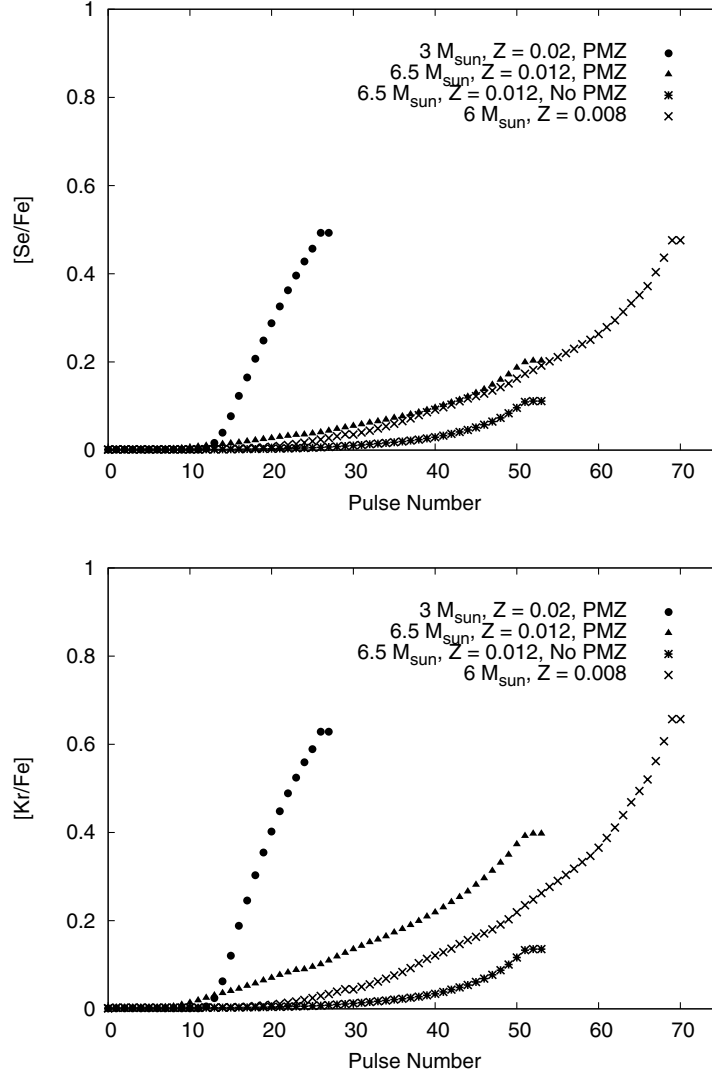 1
0.8
0.6
0.4
0.2
0
[Se/Fe]
3 Msun, Z = 0.02, PMZ
6.5 Msun, Z = 0.012, PMZ
6.5 Msun, Z = 0.012, No PMZ
6 Msun, Z = 0.008
0 10 20 30 40 50 60 70
Pulse Number
1
0.8
0.6
0.4
0.2
0
[Kr/Fe]
3 Msun, Z = 0.02, PMZ
6.5 Msun, Z = 0.012, PMZ
6.5 Msun, Z = 0.012, No PMZ
6 Msun, Z = 0.008
0 10 20 30 40 50 60 70
Pulse Number